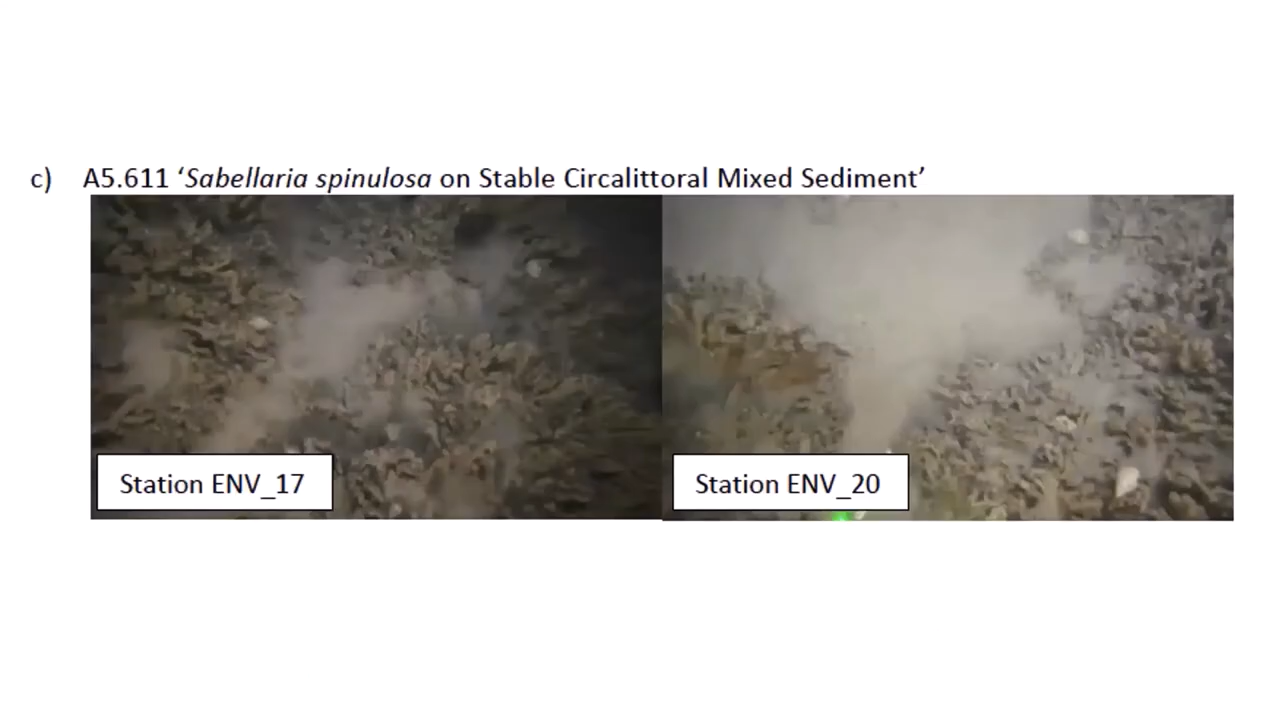 c) A5.611 ‘Sabellaria spinulosa on Stable Circalittoral Mixed Sediment’
Station ENV_17
Station ENV_20